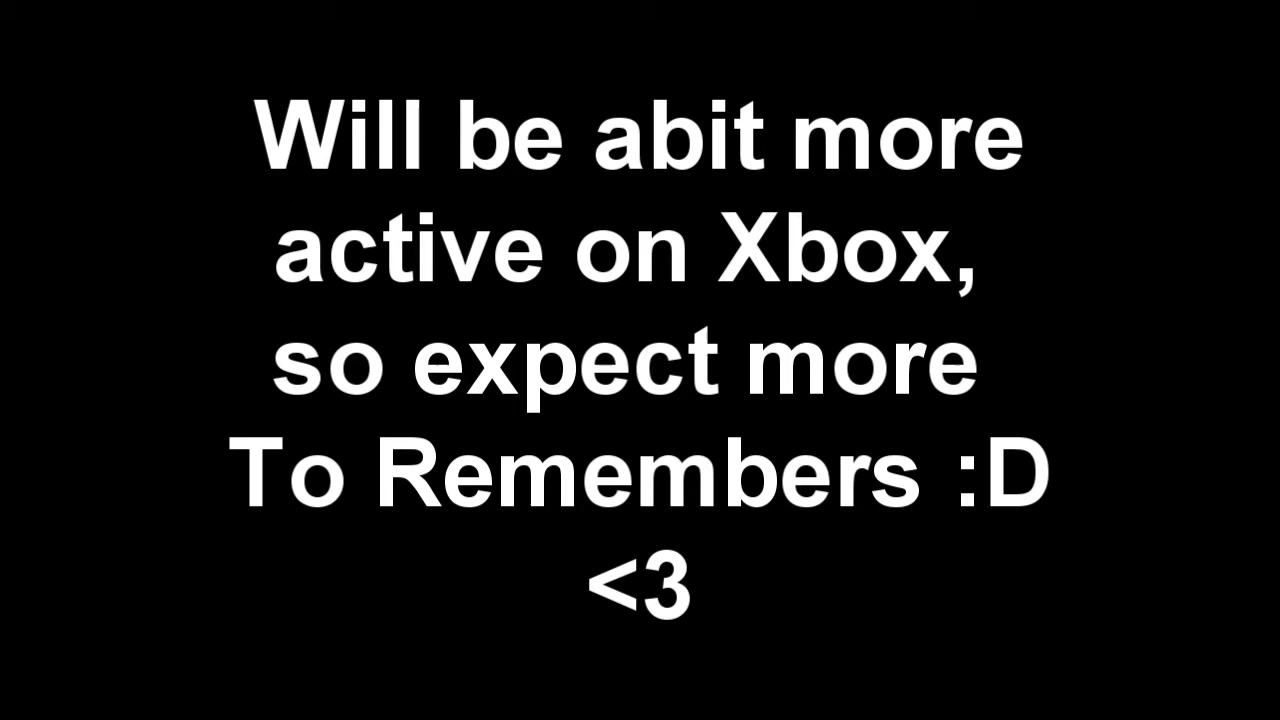 Will be abit more
active on Xbox,
so expect more
To Remembers :D
<3